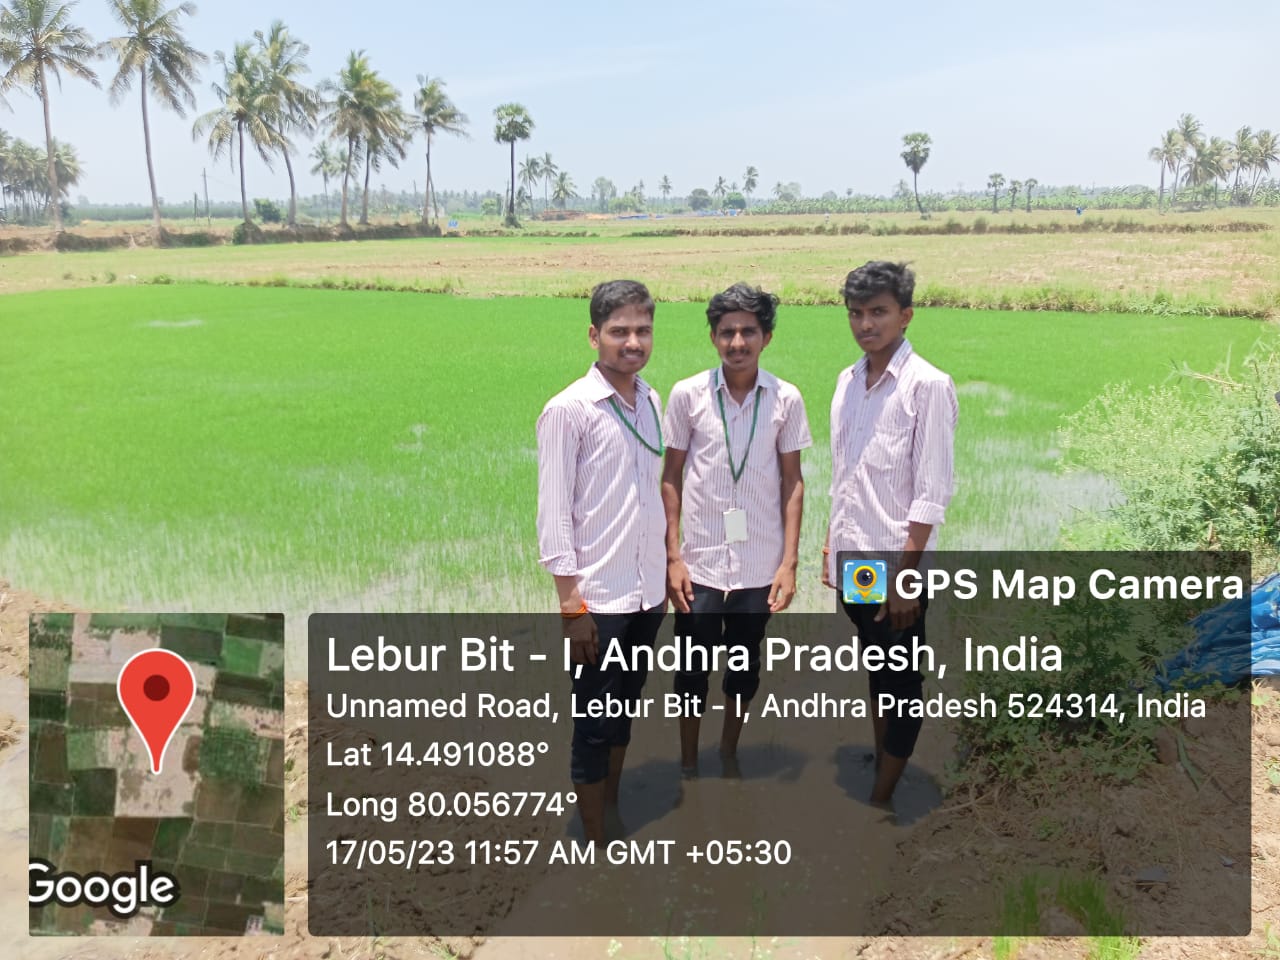 GPS Map Camera
Lebur Bit - I, Andhra Pradesh, India
Unnamed Road, Lebur Bit - I, Andhra Pradesh 524314, India
Lat 14.491088°
Long 80.056774°
17/05/23 11:57 AM GMT +05:30
Google